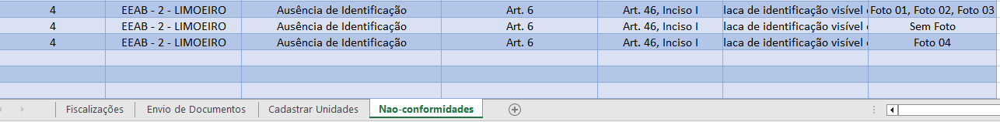 4 EEAB - 2 - LIMOEIRO Ausência de Identificação Art. 6 Art. 46, Inciso I laca de identificação visível Foto 01, Foto 02, Foto 03
4 EEAB - 2 - LIMOEIRO Ausência de Identificação Art. 6 Art. 46, Inciso I laca de identificação visível Sem Foto
4 EEAB - 2 - LIMOEIRO Ausência de Identificação Art. 6 Art. 46, Inciso I laca de identificação visível Foto 04
Fiscalizações Envio de Documentos Cadastrar Unidades Nao-conformidades